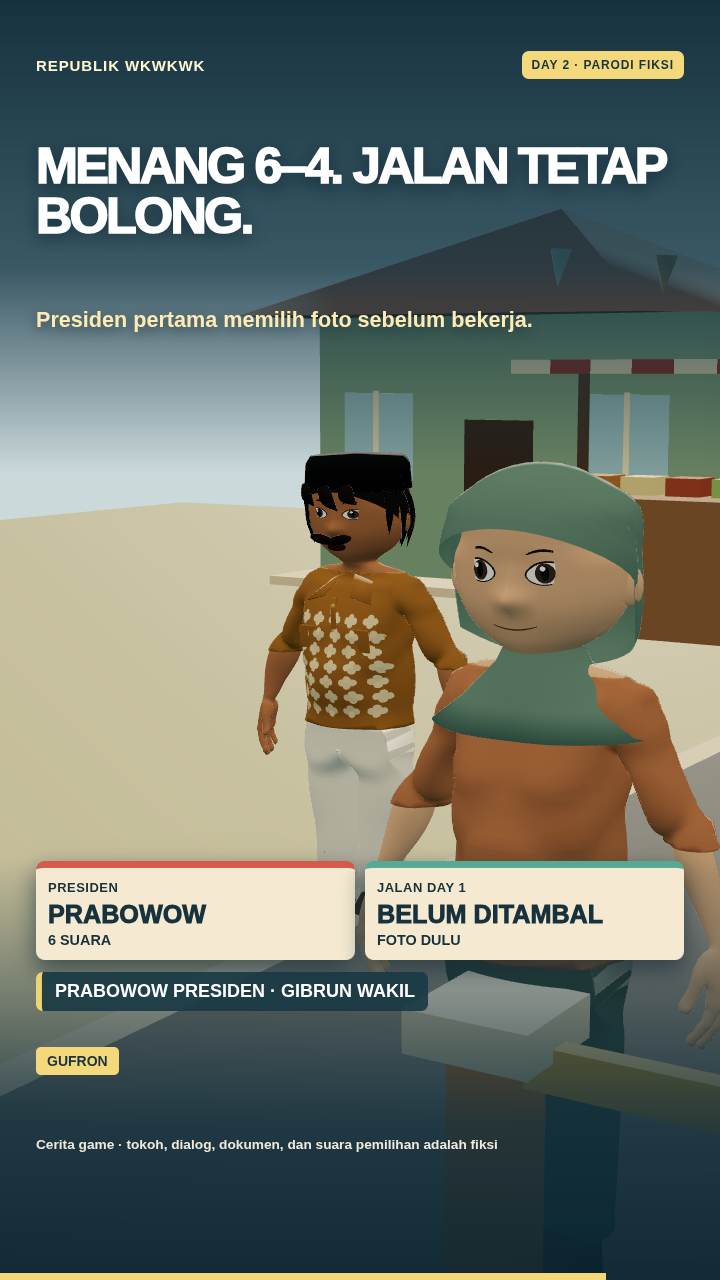 REPUBLIK WKWKWK
DAY 2 · PARODI FIKSI
MENANG 6–4. JALAN TETAP
BOLONG.
Presiden pertama memilih foto sebelum bekerja.
PRESIDEN
PRABOWOW
6 SUARA
JALAN DAY 1
BELUM DITAMBAL
FOTO DULU
PRABOWOW PRESIDEN · GIBRUN WAKIL
GUFRON
Cerita game · tokoh, dialog, dokumen, dan suara pemilihan adalah fiksi